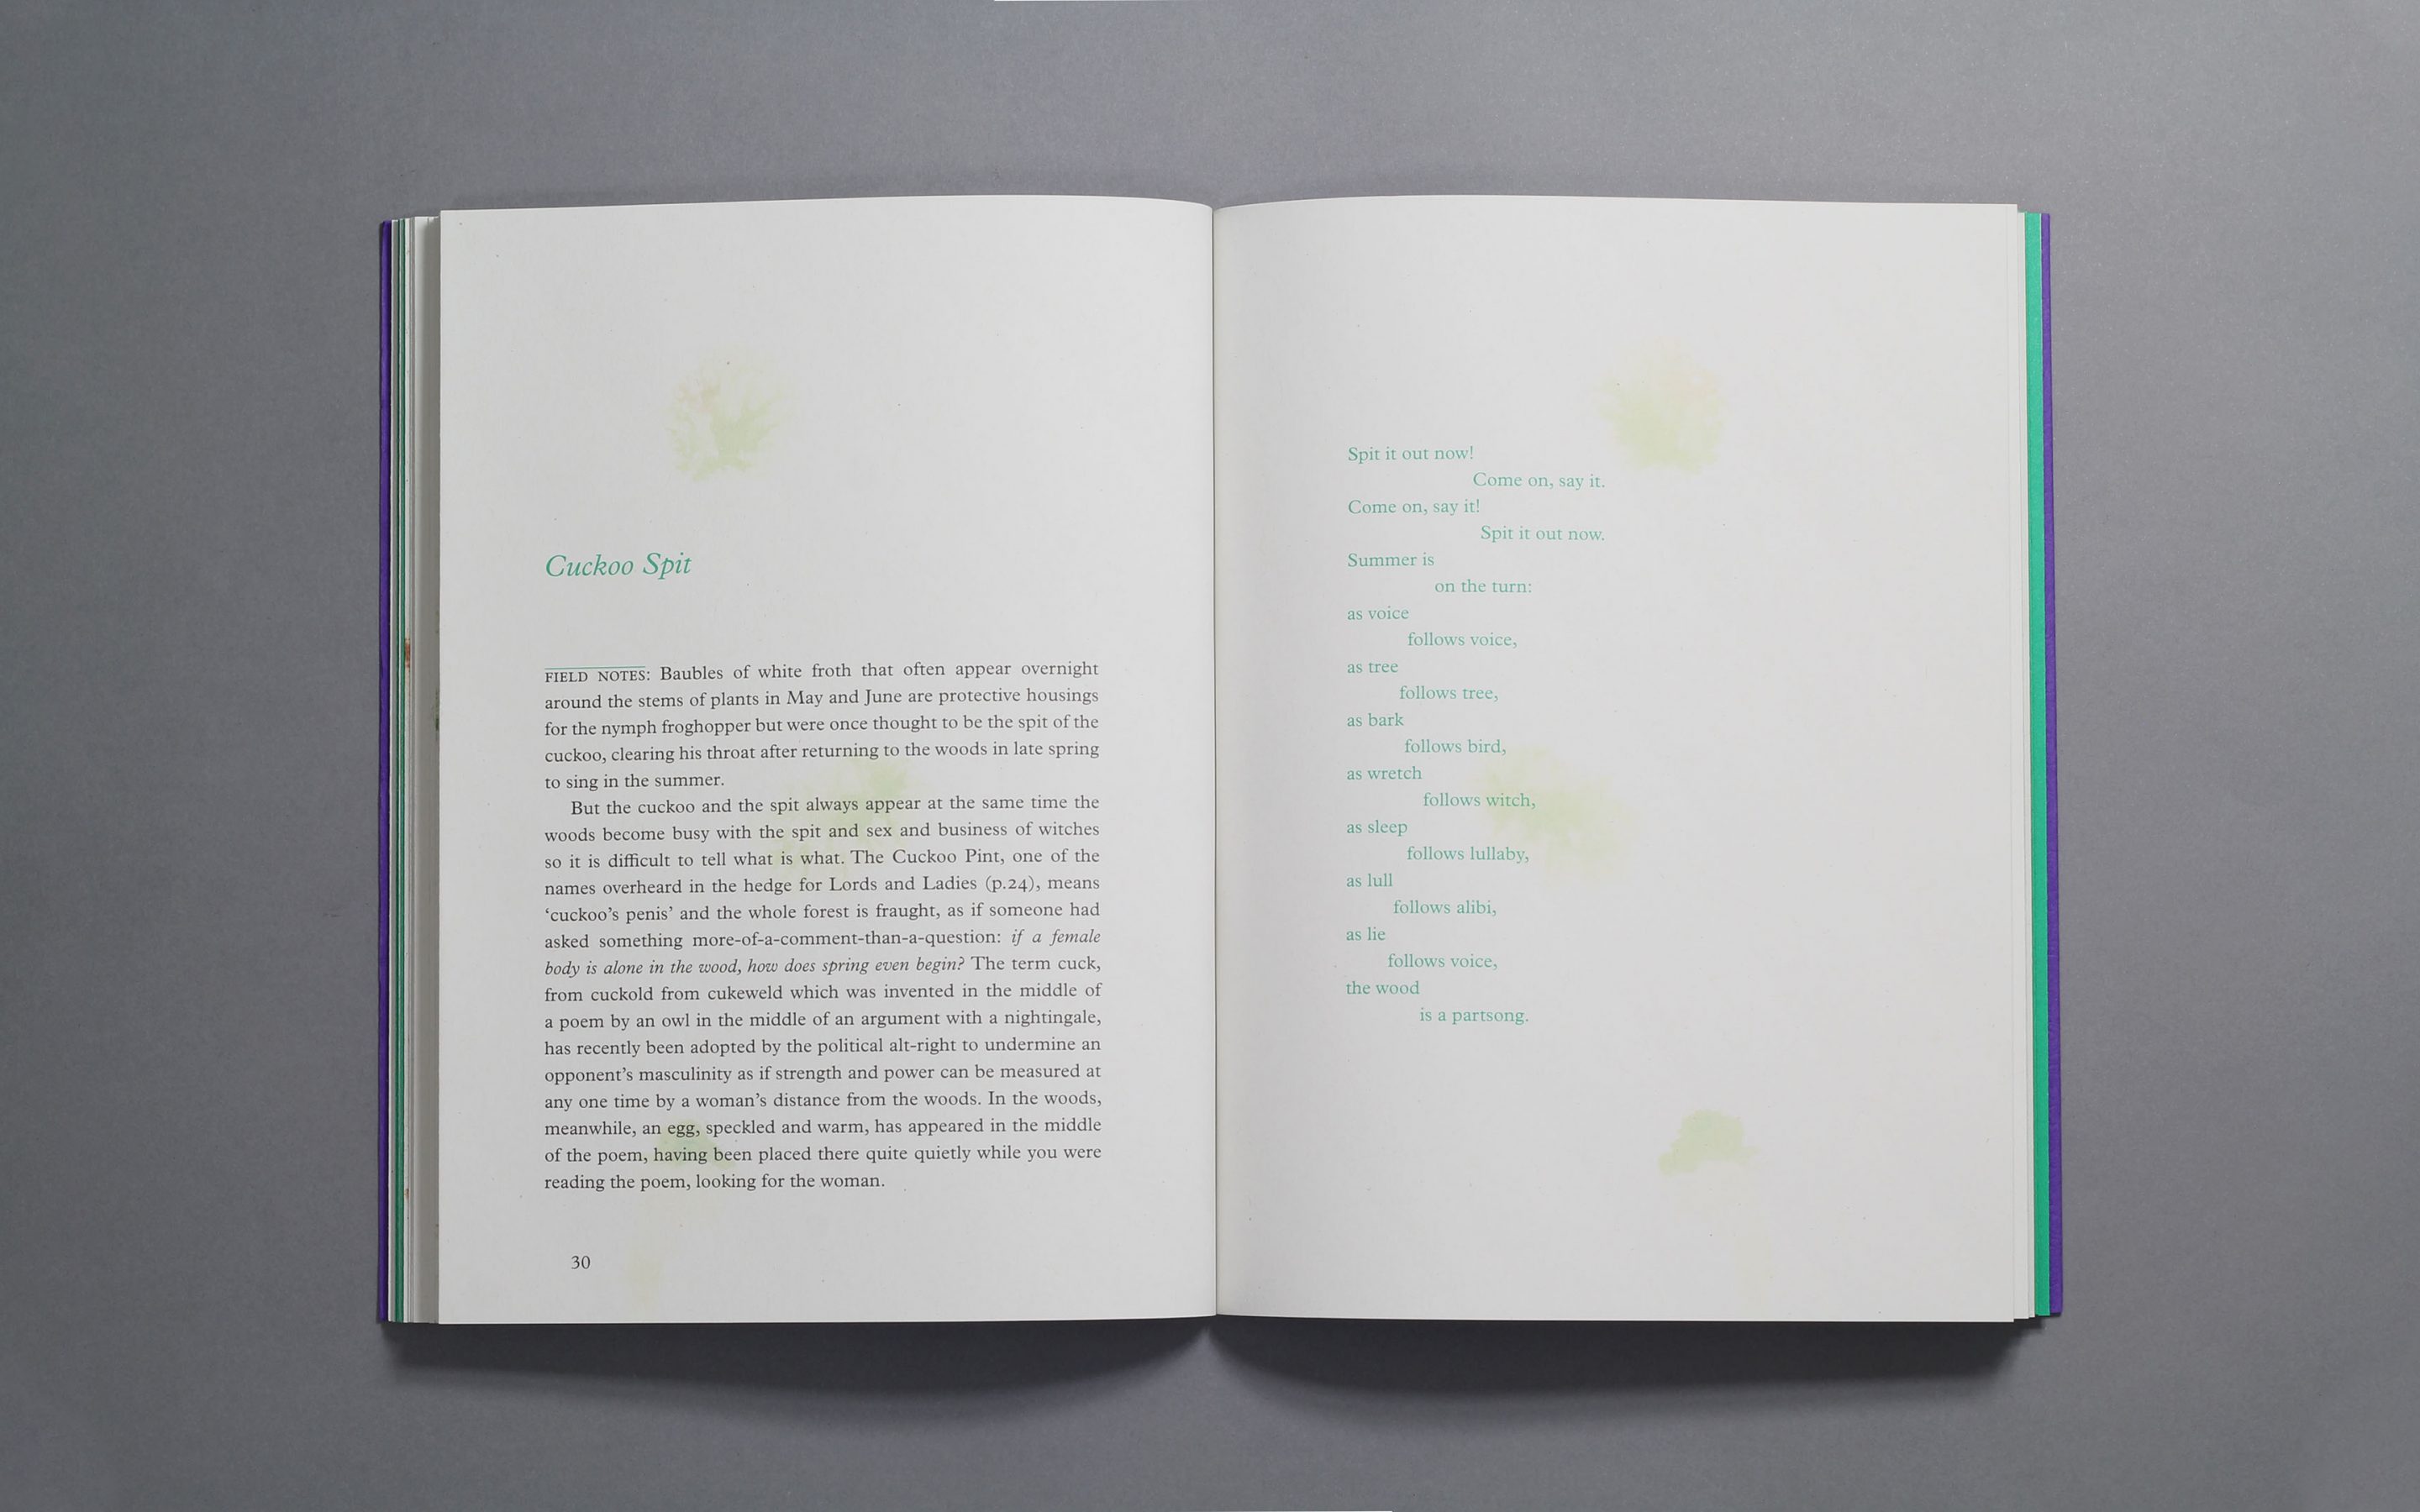 Cuckoo Spit
FIELD NOTES: Baubles of white froth that often appear overnight
around the stems of plants in May and June are protective housings
for the nymph froghopper but were once thought to be the spit of the
cuckoo, clearing his throat after returning to the woods in late spring
to sing in the summer.
But the cuckoo and the spit always appear at the same time the
woods become busy with the spit and sex and business of witches
so it is difficult to tell what is what. The Cuckoo Pint, one of the
names overheard in the hedge for Lords and Ladies (p.24), means
‘cuckoo’s penis’ and the whole forest is fraught, as if someone had
asked something more-of-a-comment-than-a-question: if a female
body is alone in the wood, how does spring even begin? The term cuck,
from cuckold from cukeweld which was invented in the middle of
a poem by an owl in the middle of an argument with a nightingale,
has recently been adopted by the political alt-right to undermine an
opponent’s masculinity as if strength and power can be measured at
any one time by a woman’s distance from the woods. In the woods,
meanwhile, an egg, speckled and warm, has appeared in the middle
of the poem, having been placed there quite quietly while you were
reading the poem, looking for the woman.
30
Spit it out now!
Come on, say it.
Come on, say it!
Spit it out now.
Summer is
on the turn:
as voice
follows voice,
as tree
follows tree,
as bark
follows bird,
as wretch
follows witch,
as sleep
follows lullaby,
as lull
follows alibi,
as lie
follows voice,
the wood
is a partsong.